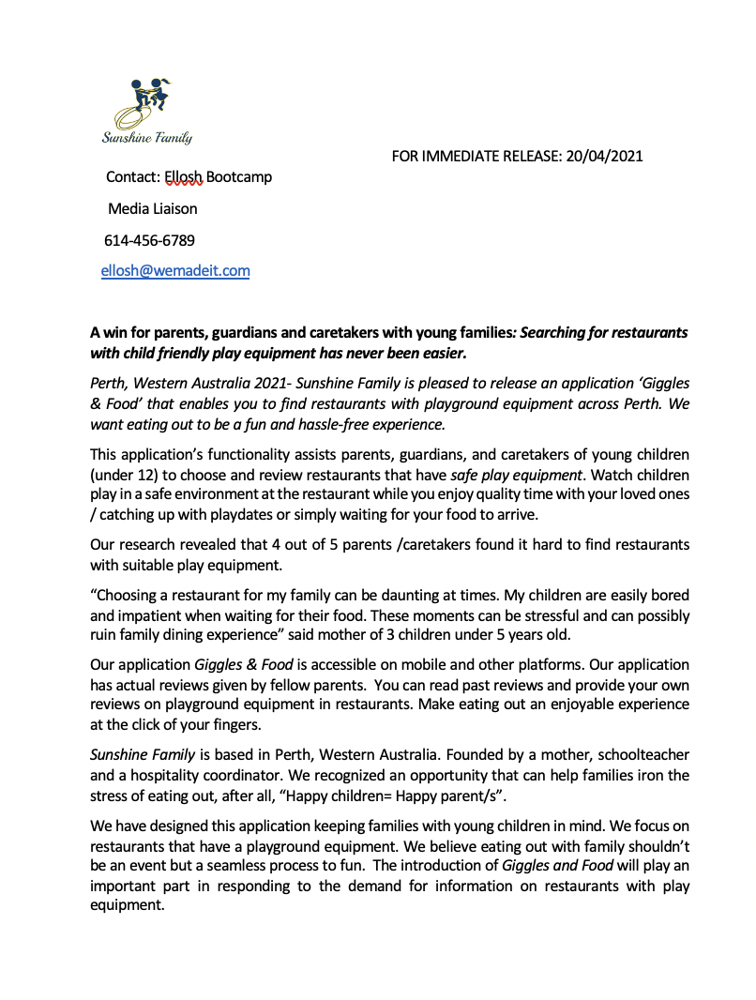 Sunshine Family
FOR IMMEDIATE RELEASE: 20/04/2021
Contact: Ellosh Bootcamp
Media Liaison
614-456-6789
ellosh@wemadeit.com
A win for parents, guardians and caretakers with young families: Searching for restaurants
with child friendly play equipment has never been easier.
Perth, Western Australia 2021- Sunshine Family is pleased to release an application ‘Giggles
& Food’ that enables you to find restaurants with playground equipment across Perth. We
want eating out to be a fun and hassle-free experience.
This application’s functionality assists parents, guardians, and caretakers of young children
(under 12) to choose and review restaurants that have safe play equipment. Watch children
play in a safe environment at the restaurant while you enjoy quality time with your loved ones
/ catching up with playdates or simply waiting for your food to arrive.
Our research revealed that 4 out of 5 parents /caretakers found it hard to find restaurants
with suitable play equipment.
“Choosing a restaurant for my family can be daunting at times. My children are easily bored
and impatient when waiting for their food. These moments can be stressful and can possibly
ruin family dining experience” said mother of 3 children under 5 years old.
Our application Giggles & Food is accessible on mobile and other platforms. Our application
has actual reviews given by fellow parents.  You can read past reviews and provide your own
reviews on playground equipment in restaurants. Make eating out an enjoyable experience
at the click of your fingers.
Sunshine Family is based in Perth, Western Australia. Founded by a mother, schoolteacher
and a hospitality coordinator. We recognized an opportunity that can help families iron the
stress of eating out, after all, “Happy children= Happy parent/s”.
We have designed this application keeping families with young children in mind. We focus on
restaurants that have a playground equipment. We believe eating out with family shouldn’t
be an event but a seamless process to fun.  The introduction of Giggles and Food will play an
important part in responding to the demand for information on restaurants with play
equipment.